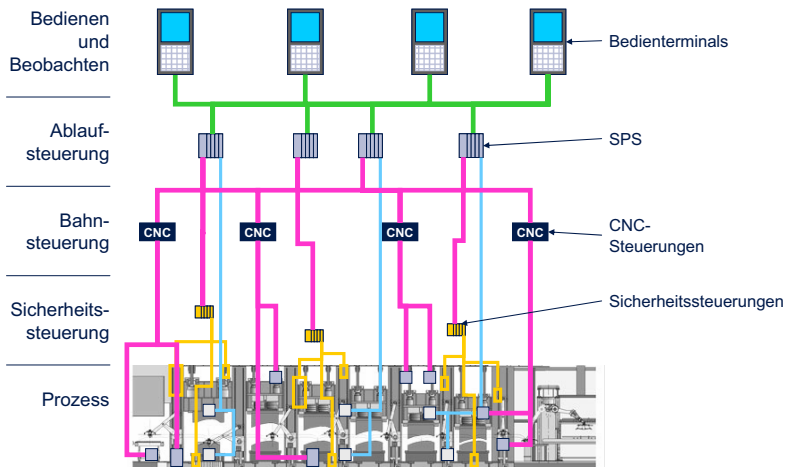 Bedienen
und
Beobachten
Bedienterminals
Ablauf-
steuerung
SPS
Bahn-
steuerung
CNC
CNC
CNC
CNC
CNC-
Steuerungen
Sicherheits-
steuerung
Sicherheitssteuerungen
Prozess